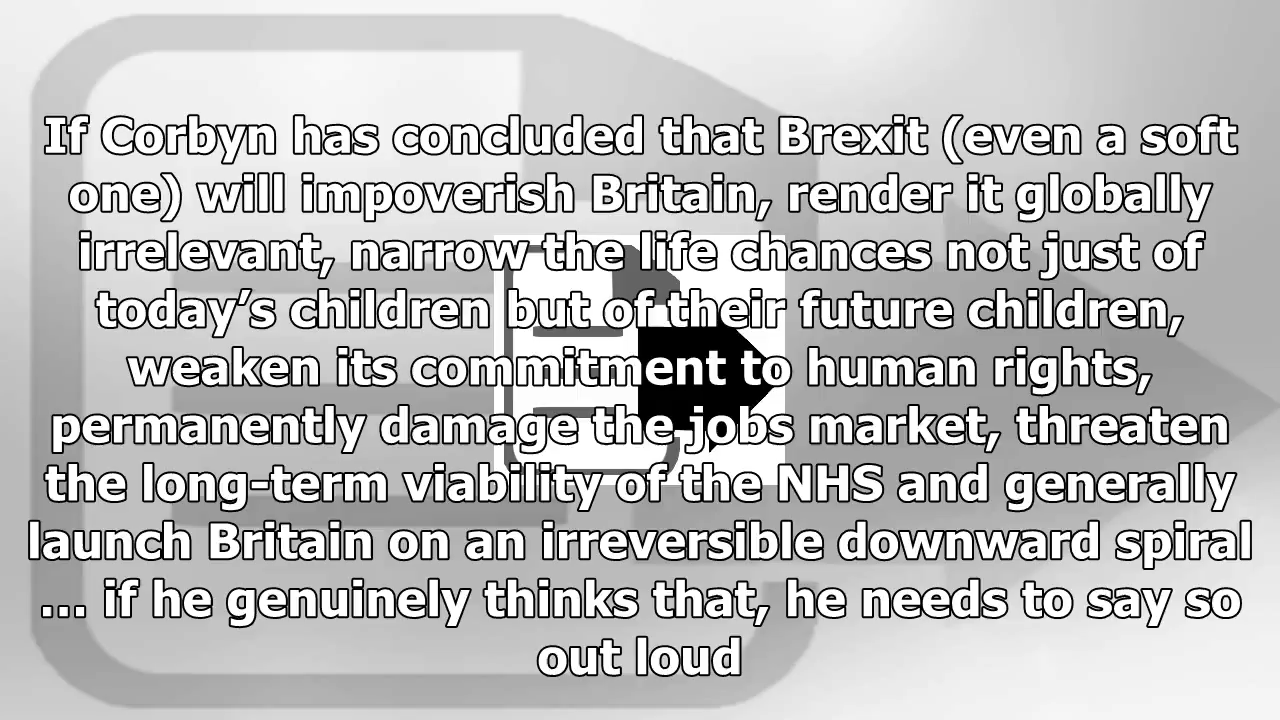 If Corbyn has concluded that Brexit (even a soft
one) will impoverish Britain, render it globally
irrelevant, narrow the life chances not just of
today’s children but of their future children,
weaken its commitment to human rights,
permanently damage the jobs market, threaten
the long-term viability of the NHS and generally
launch Britain on an irreversible downward spiral
… if he genuinely thinks that, he needs to say so
out loud